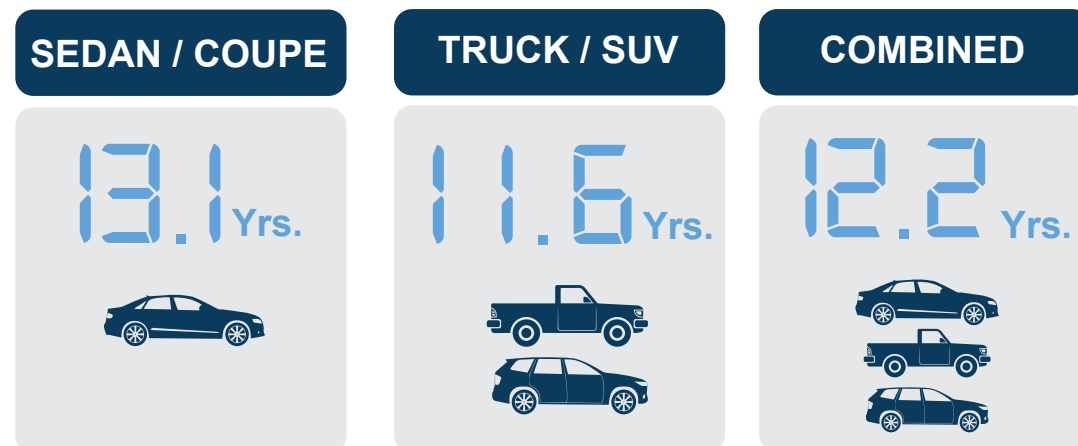 SEDAN / COUPE
13.1 Yrs.
TRUCK / SUV
11.6 Yrs.
COMBINED
12.2 Yrs.